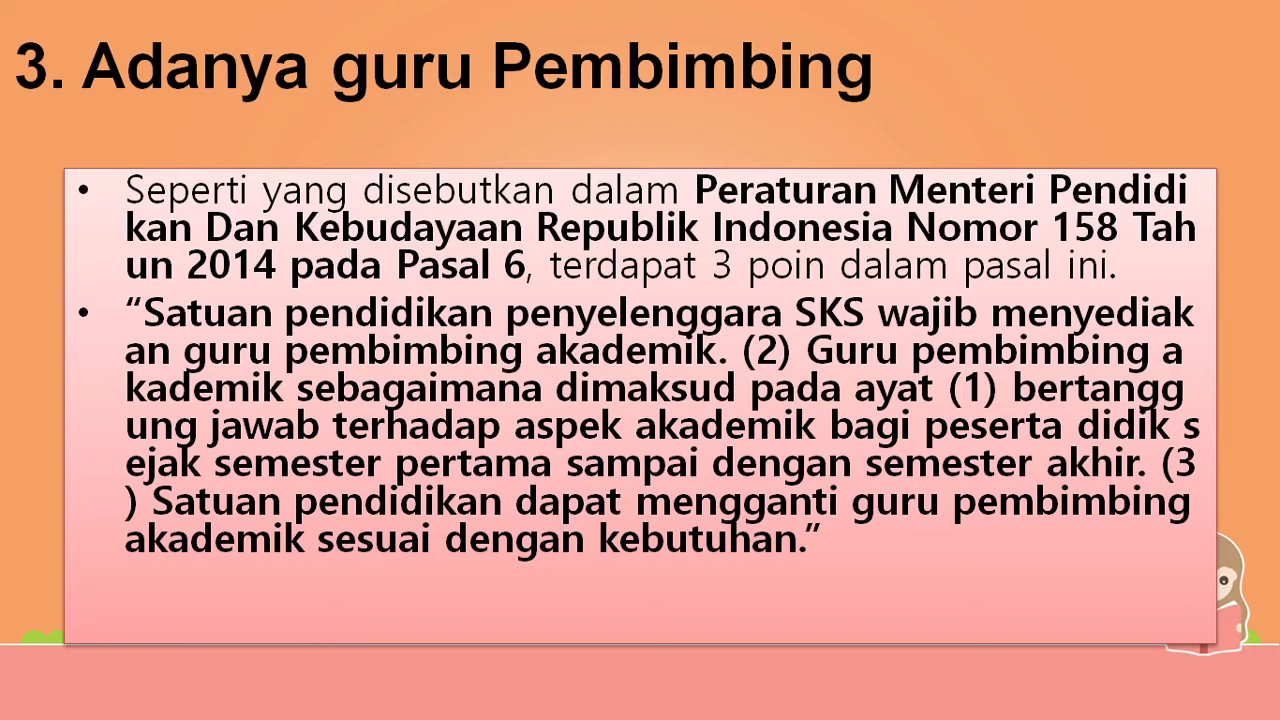 3. Adanya guru Pembimbing
• Seperti yang disebutkan dalam Peraturan Menteri Pendidi
kan Dan Kebudayaan Republik Indonesia Nomor 158 Tah
un 2014 pada Pasal 6, terdapat 3 poin dalam pasal ini.
• “Satuan pendidikan penyelenggara SKS wajib menyediak
an guru pembimbing akademik. (2) Guru pembimbing a
kademik sebagaimana dimaksud pada ayat (1) bertangg
ung jawab terhadap aspek akademik bagi peserta didik s
ejak semester pertama sampai dengan semester akhir. (3
) Satuan pendidikan dapat mengganti guru pembimbing
akademik sesuai dengan kebutuhan.”